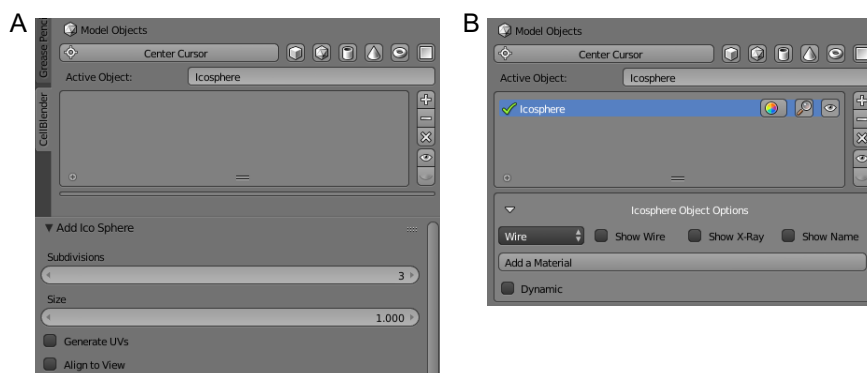 A
Grease Penci
CellBlender
Model Objects
Center Cursor
Active Object: Icosphere
Add Ico Sphere
Subdivisions
3
Size
1.000
Generate UVs
Align to View
B
Model Objects
Center Cursor
Active Object: Icosphere
Icosphere
Icosphere Object Options
Wire Show Wire Show X-Ray Show Name
Add a Material
Dynamic